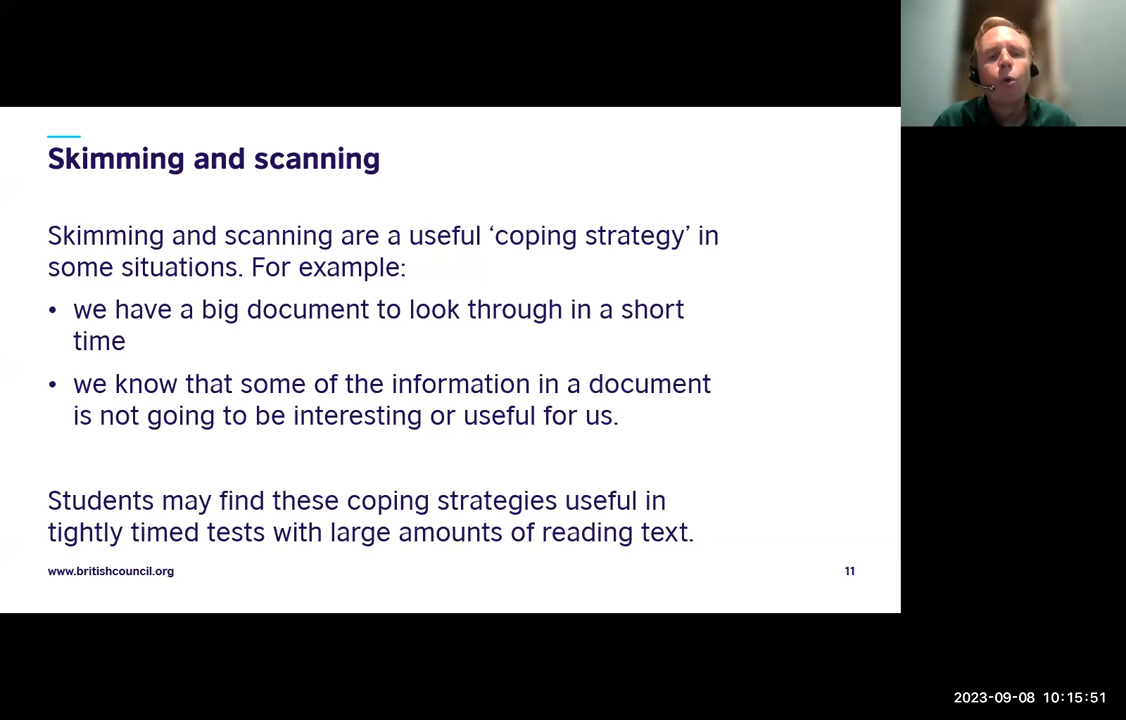 Skimming and scanning
Skimming and scanning are a useful ‘coping strategy’ in
some situations. For example:
• we have a big document to look through in a short
time
• we know that some of the information in a document
is not going to be interesting or useful for us.
Students may find these coping strategies useful in
tightly timed tests with large amounts of reading text.
www.britishcouncil.org
11
2023-09-08 10:15:51